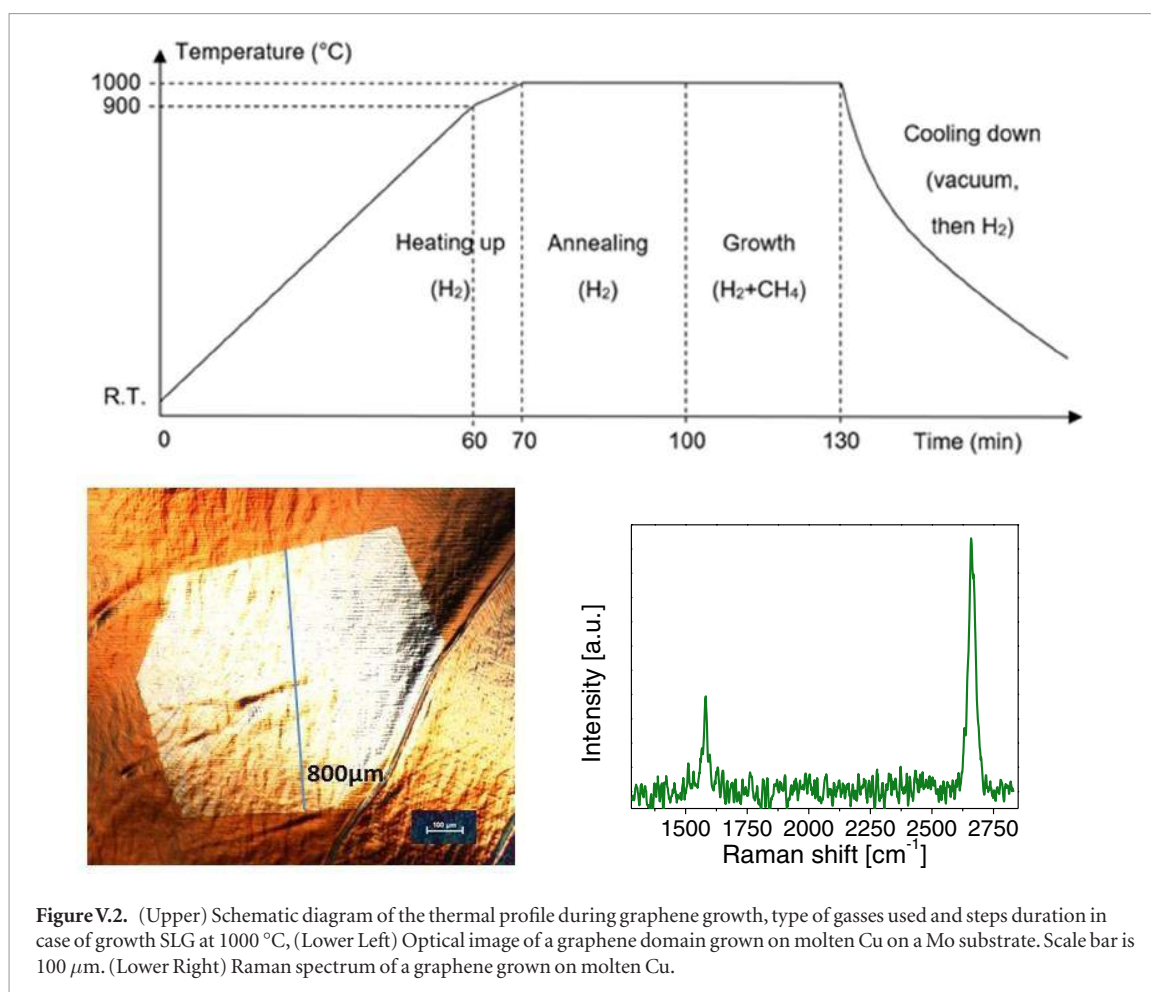 Temperature (°C)
1000
900
Cooling down
(vacuum,
then H₂)
Heating up
(H₂)
Annealing
(H₂)
Growth
(H₂+CH₄)
R.T.
0
60
70
100
130
Time (min)
800µm
100 µm
Intensity [a.u.]
1500 1750 2000 2250 2500 2750
Raman shift [cm⁻¹]
Figure V.2. (Upper) Schematic diagram of the thermal profile during graphene growth, type of gasses used and steps duration in
case of growth SLG at 1000 °C, (Lower Left) Optical image of a graphene domain grown on molten Cu on a Mo substrate. Scale bar is
100 µm. (Lower Right) Raman spectrum of a graphene grown on molten Cu.